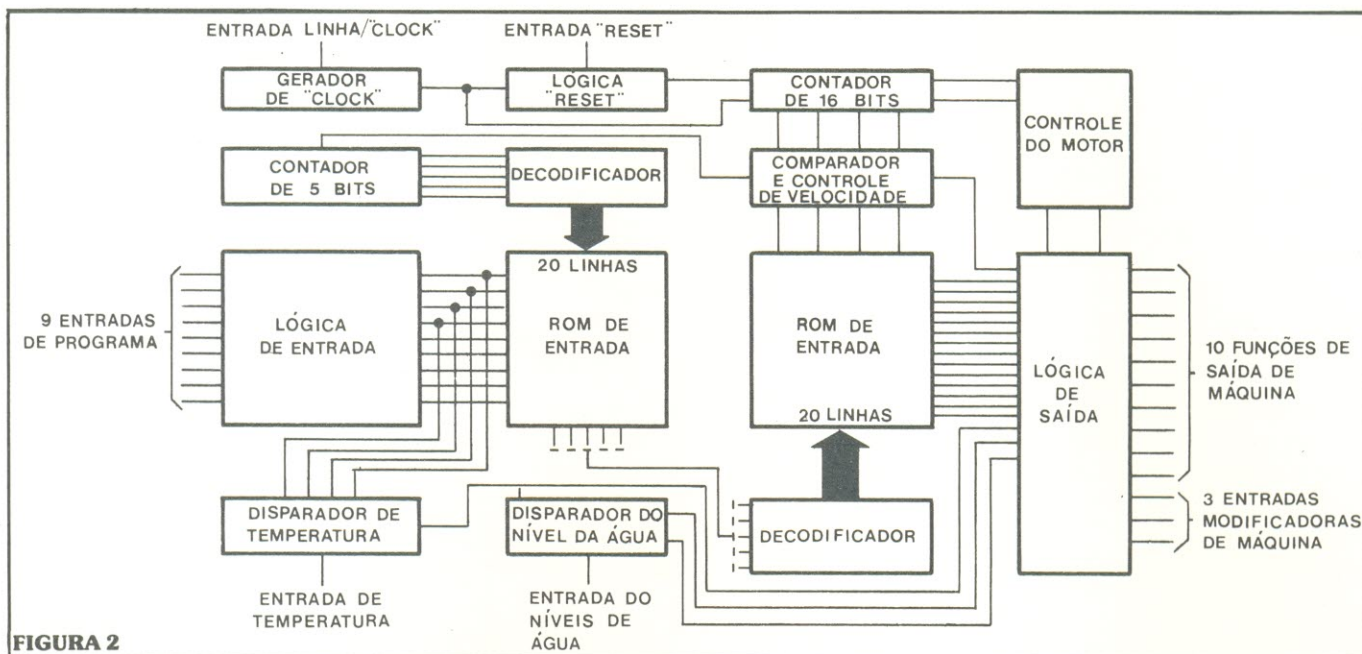 ENTRADA LINHA/"CLOCK"
ENTRADA "RESET"
GERADOR
DE "CLOCK"
LÓGICA
"RESET"
CONTADOR
DE 16 BITS
CONTROLE
DO MOTOR
CONTADOR
DE 5 BITS
DECODIFICADOR
COMPARADOR
E CONTROLE
DE VELOCIDADE
9 ENTRADAS
DE PROGRAMA
LÓGICA
DE ENTRADA
20 LINHAS
ROM DE
ENTRADA
ROM DE
ENTRADA
20 LINHAS
LÓGICA
DE
SAÍDA
10 FUNÇÕES DE
SAÍDA DE
MÁQUINA
DISPARADOR DE
TEMPERATURA
DISPARADOR DO
NÍVEL DA ÁGUA
DECODIFICADOR
3 ENTRADAS
MODIFICADORAS
DE MÁQUINA
ENTRADA DE
TEMPERATURA
ENTRADA DO
NÍVEIS DE
ÁGUA
FIGURA 2